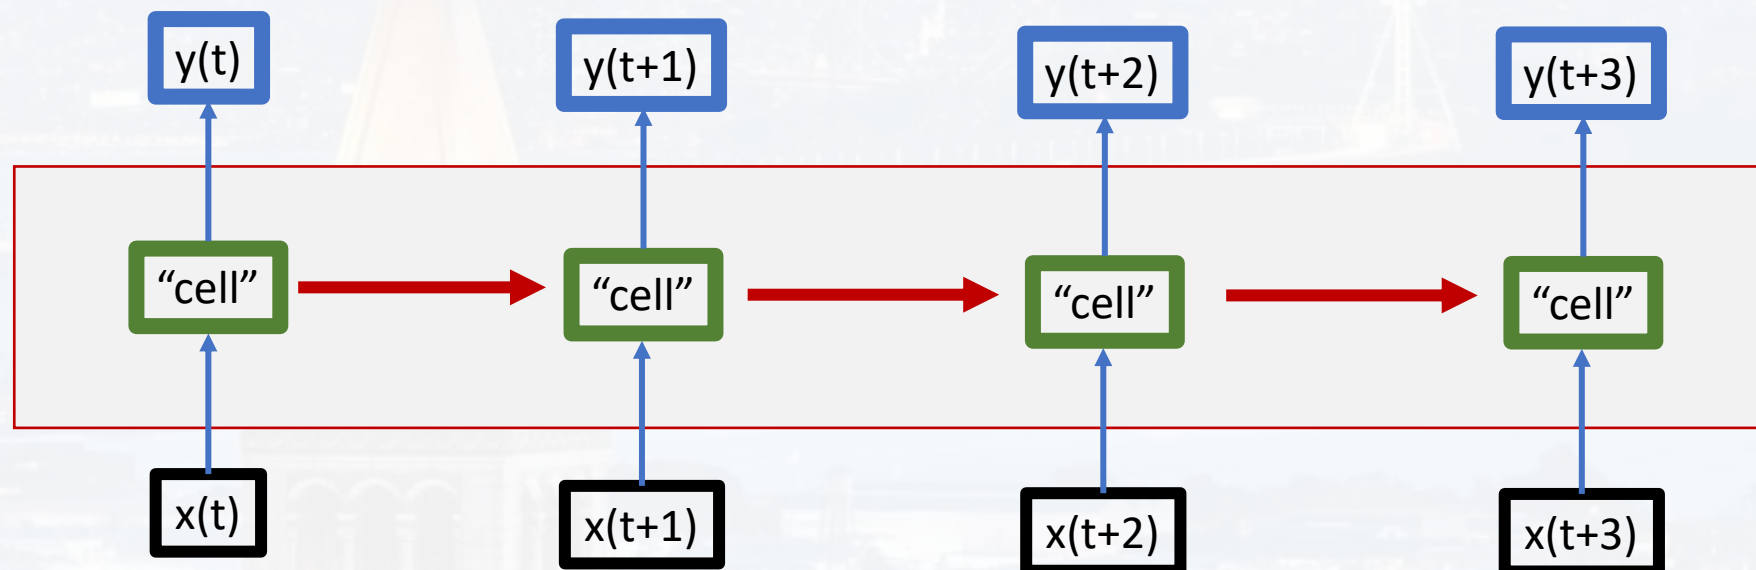 y(t)
y(t+1)
y(t+2)
y(t+3)
“cell”
“cell”
“cell”
“cell”
x(t)
x(t+1)
x(t+2)
x(t+3)